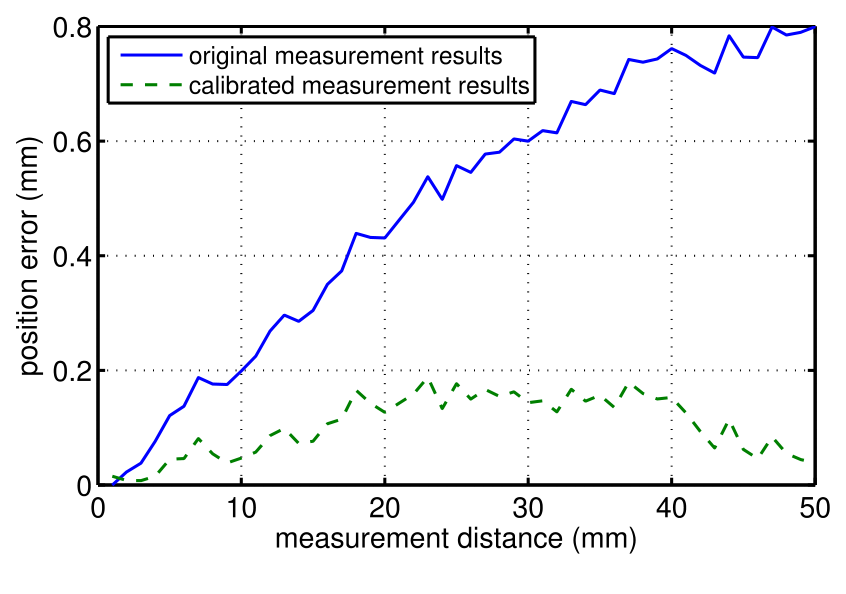 0.8
original measurement results
calibrated measurement results
0.6
0.4
0.2
0
position error (mm)
0 10 20 30 40 50
measurement distance (mm)